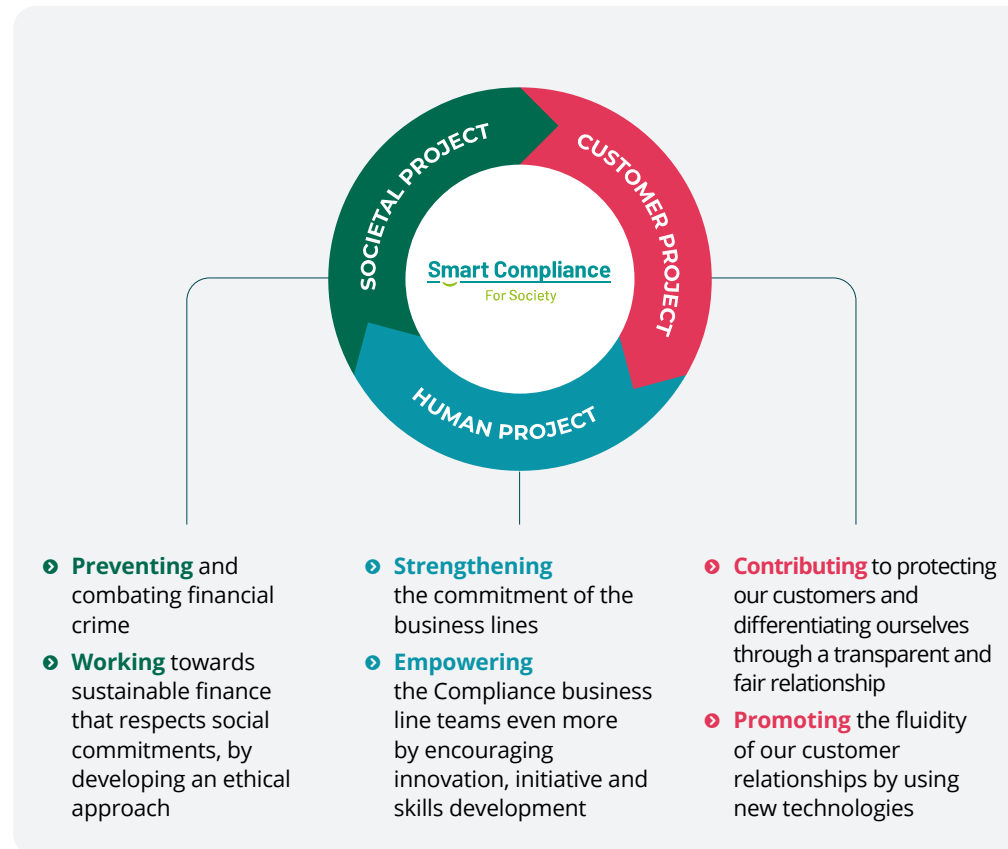 SOCIETAL PROJECT
CUSTOMER PROJECT
HUMAN PROJECT
Smart Compliance
For Society
Preventing and
combating financial
crime
Working towards
sustainable finance
that respects social
commitments, by
developing an ethical
approach
Strengthening
the commitment of the
business lines
Empowering
the Compliance business
line teams even more
by encouraging
innovation, initiative and
skills development
Contributing to protecting
our customers and
differentiating ourselves
through a transparent and
fair relationship
Promoting the fluidity
of our customer
relationships by using
new technologies